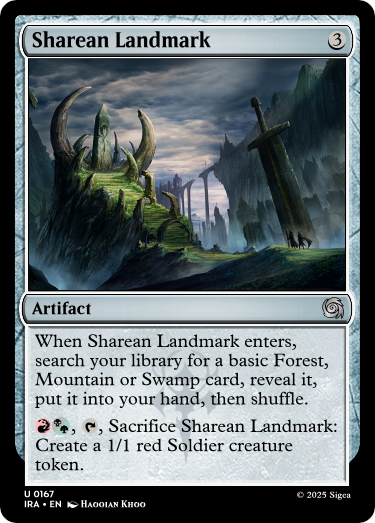 Sharean Landmark 3
Artifact
When Sharean Landmark enters,
search your library for a basic Forest,
Mountain or Swamp card, reveal it,
put it into your hand, then shuffle.
, , Sacrifice Sharean Landmark:
Create a 1/1 red Soldier creature
token.
U 0167
IRA • EN Haooian Khoo
© 2025 Sigea